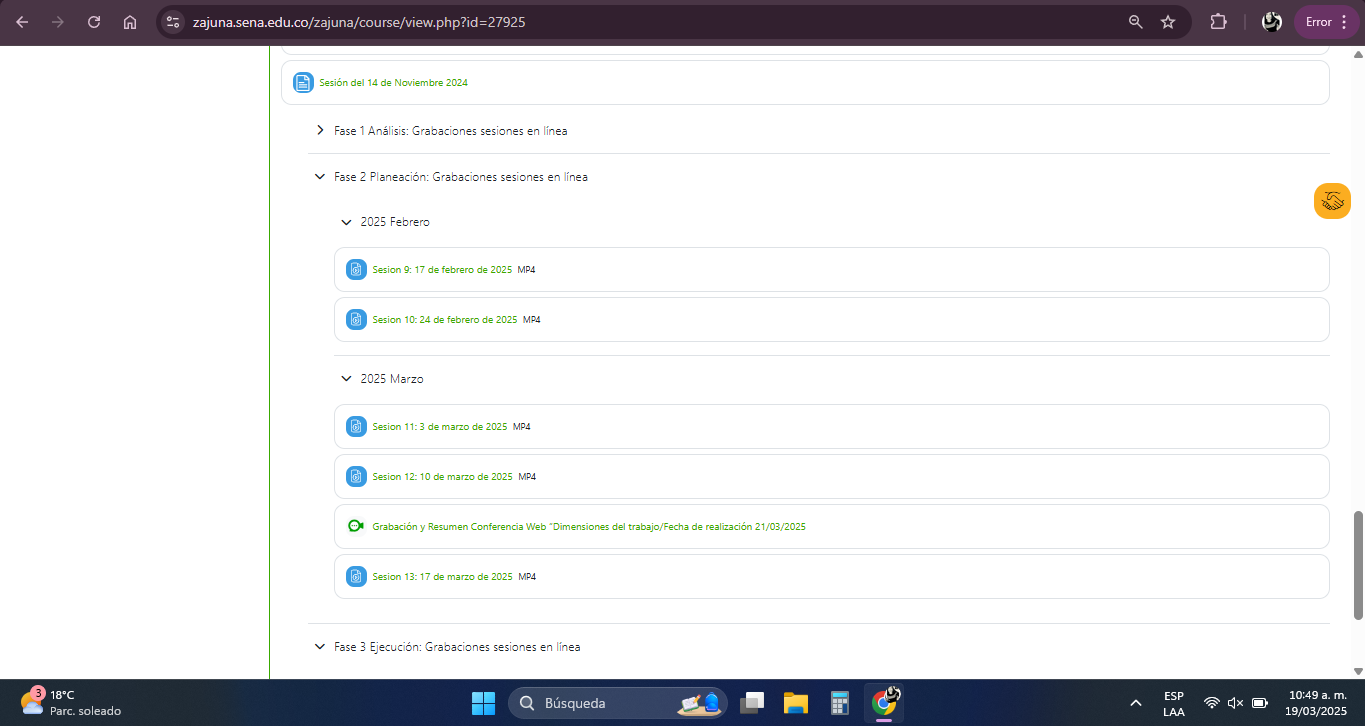 zajuna.sena.edu.co/zajuna/course/view.php?id=27925
Error
Sesión del 14 de Noviembre 2024
Fase 1 Análisis: Grabaciones sesiones en línea
Fase 2 Planeación: Grabaciones sesiones en línea
2025 Febrero
Sesion 9: 17 de febrero de 2025 MP4
Sesion 10: 24 de febrero de 2025 MP4
2025 Marzo
Sesion 11: 3 de marzo de 2025 MP4
Sesion 12: 10 de marzo de 2025 MP4
Grabación y Resumen Conferencia Web "Dimensiones del trabajo/Fecha de realización 21/03/2025
Sesion 13: 17 de marzo de 2025 MP4
Fase 3 Ejecución: Grabaciones sesiones en línea
3
18°C
Parc. soleado
Búsqueda
ESP
LAA
10:49 a. m.
19/03/2025